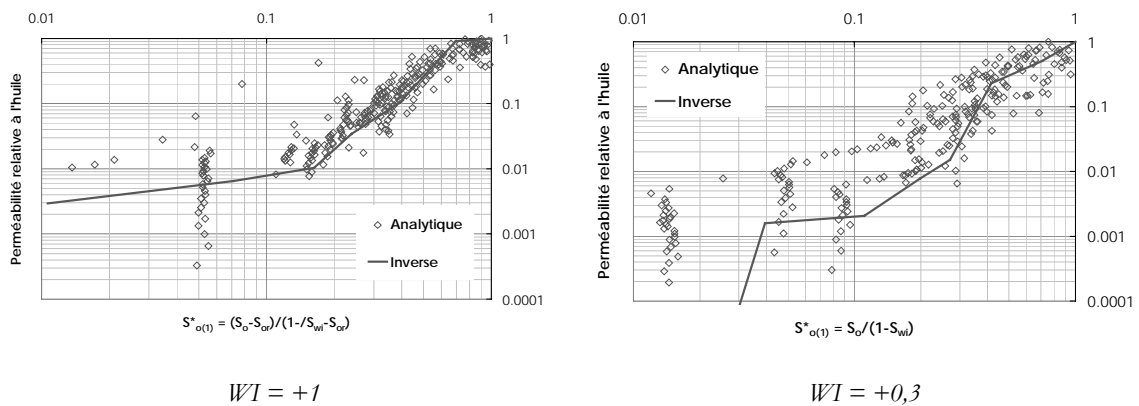 0.01 0.1 1
1
0.1
0.01
0.001
0.0001
Perméabilité relative à l'huile
Analytique
Inverse
S*o(1) = (So-Sor)/(1-/Swi-Sor)
WI = +1
0.01 0.1 1
1
0.1
0.01
0.001
0.0001
Perméabilité relative à l'huile
Analytique
Inverse
S*o(1) = So/(1-Swi)
WI = +0,3